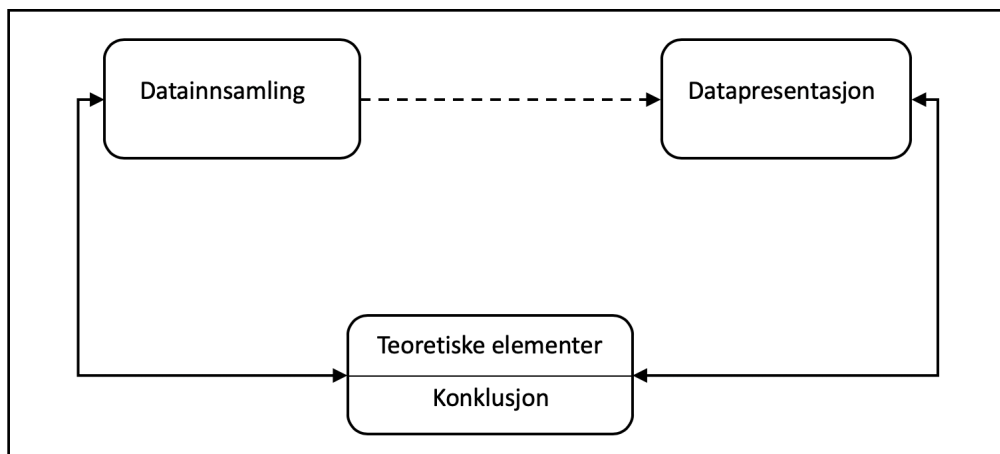 Datainnsamling
Datapresentasjon
Teoretiske elementer
Konklusjon